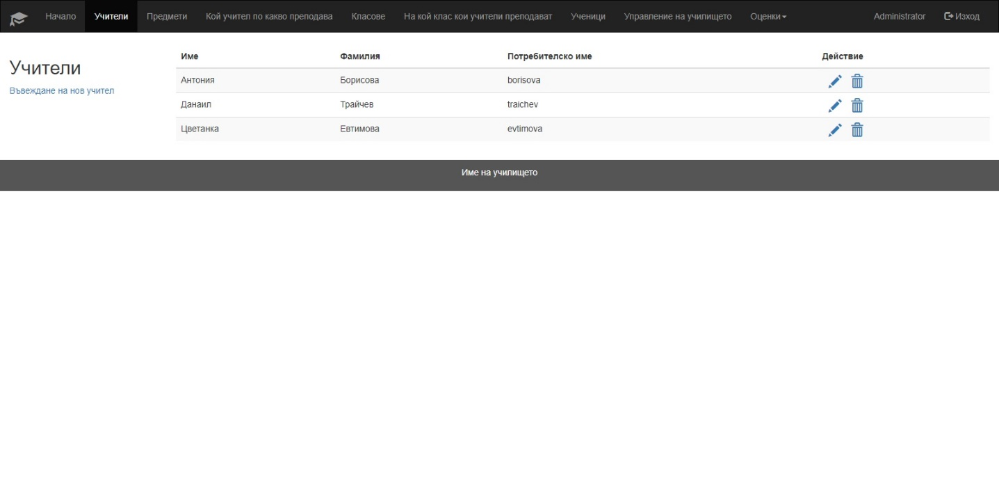 Начало Учители Предмети Кой учител по какво преподава Класове На кой клас кои учители преподават Ученици Управление на училището Оценки Administrator Изход
Учители
Въвеждане на нов учител
Име Фамилия Потребителско име Действие
Антония Борисова borisova
Данаил Трайчев traichev
Цветанка Евтимова evtimova
Име на училището